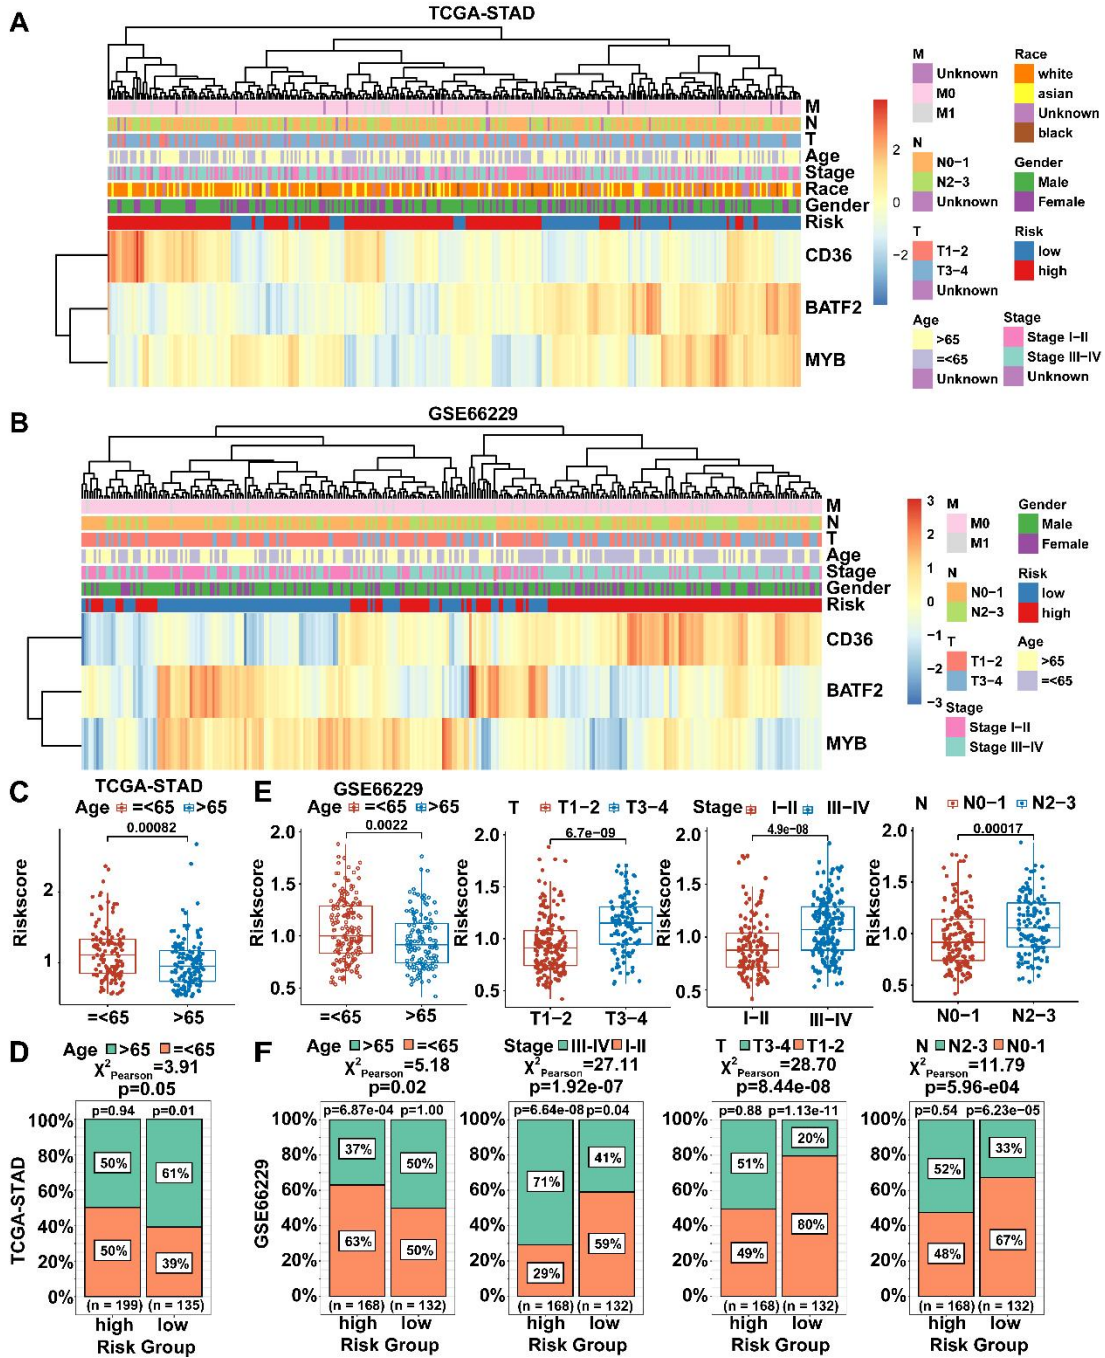 A
TCGA-STAD
M
N
T
Age
Stage
Race
Gender
Risk
CD36
BATF2
MYB
2
0
−2
M
Unknown
M0
M1
N
N0−1
N2−3
Unknown
T
T1−2
T3−4
Unknown
Age
>65
=<65
Unknown
Race
white
asian
Unknown
black
Gender
Male
Female
Risk
low
high
Stage
Stage I−II
Stage III−IV
Unknown
B
GSE66229
M
N
T
Age
Stage
Gender
Risk
CD36
BATF2
MYB
3
2
1
0
−1
−2
−3
M
M0
M1
N
N0−1
N2−3
T
T1−2
T3−4
Stage
Stage I−II
Stage III−IV
Gender
Male
Female
Risk
low
high
Age
>65
=<65
C
TCGA-STAD
Age =<65 >65
0.00082
Riskscore
2
1
=<65 >65
E
GSE66229
Age =<65 >65
0.0022
Riskscore
2.0
1.5
1.0
0.5
=<65 >65
T T1−2 T3−4
6.7e−09
2.0
1.5
1.0
0.5
T1−2 T3−4
Stage I−II III−IV
4.9e−08
Riskscore
2.0
1.5
1.0
0.5
I−II III−IV
N N0−1 N2−3
0.00017
Riskscore
2.0
1.5
1.0
0.5
N0−1 N2−3
D
Age >65 =<65
χ²Pearson=3.91
p=0.05
p=0.94 p=0.01
TCGA-STAD
100%
80%
60%
40%
20%
0%
50% 61%
50% 39%
(n = 199) (n = 135)
high low
Risk Group
F
Age >65 =<65
χ²Pearson=5.18
p=0.02
p=6.87e−04 p=1.00
GSE66229
100%
80%
60%
40%
20%
0%
37% 50%
63% 50%
(n = 168) (n = 132)
high low
Risk Group
Stage III-IV I-II
χ²Pearson=27.11
p=1.92e-07
p=6.64e−08 p=0.04
100%
80%
60%
40%
20%
0%
71% 41%
29% 59%
(n = 168) (n = 132)
high low
Risk Group
T T3−4 T1−2
χ²Pearson=28.70
p=8.44e-08
p=0.88 p=1.13e−11
100%
80%
60%
40%
20%
0%
51% 20%
49% 80%
(n = 168) (n = 132)
high low
Risk Group
N N2−3 N0−1
χ²Pearson=11.79
p=5.96-e04
p=0.54 p=6.23e−05
100%
80%
60%
40%
20%
0%
52% 33%
48% 67%
(n = 168) (n = 132)
high low
Risk Group